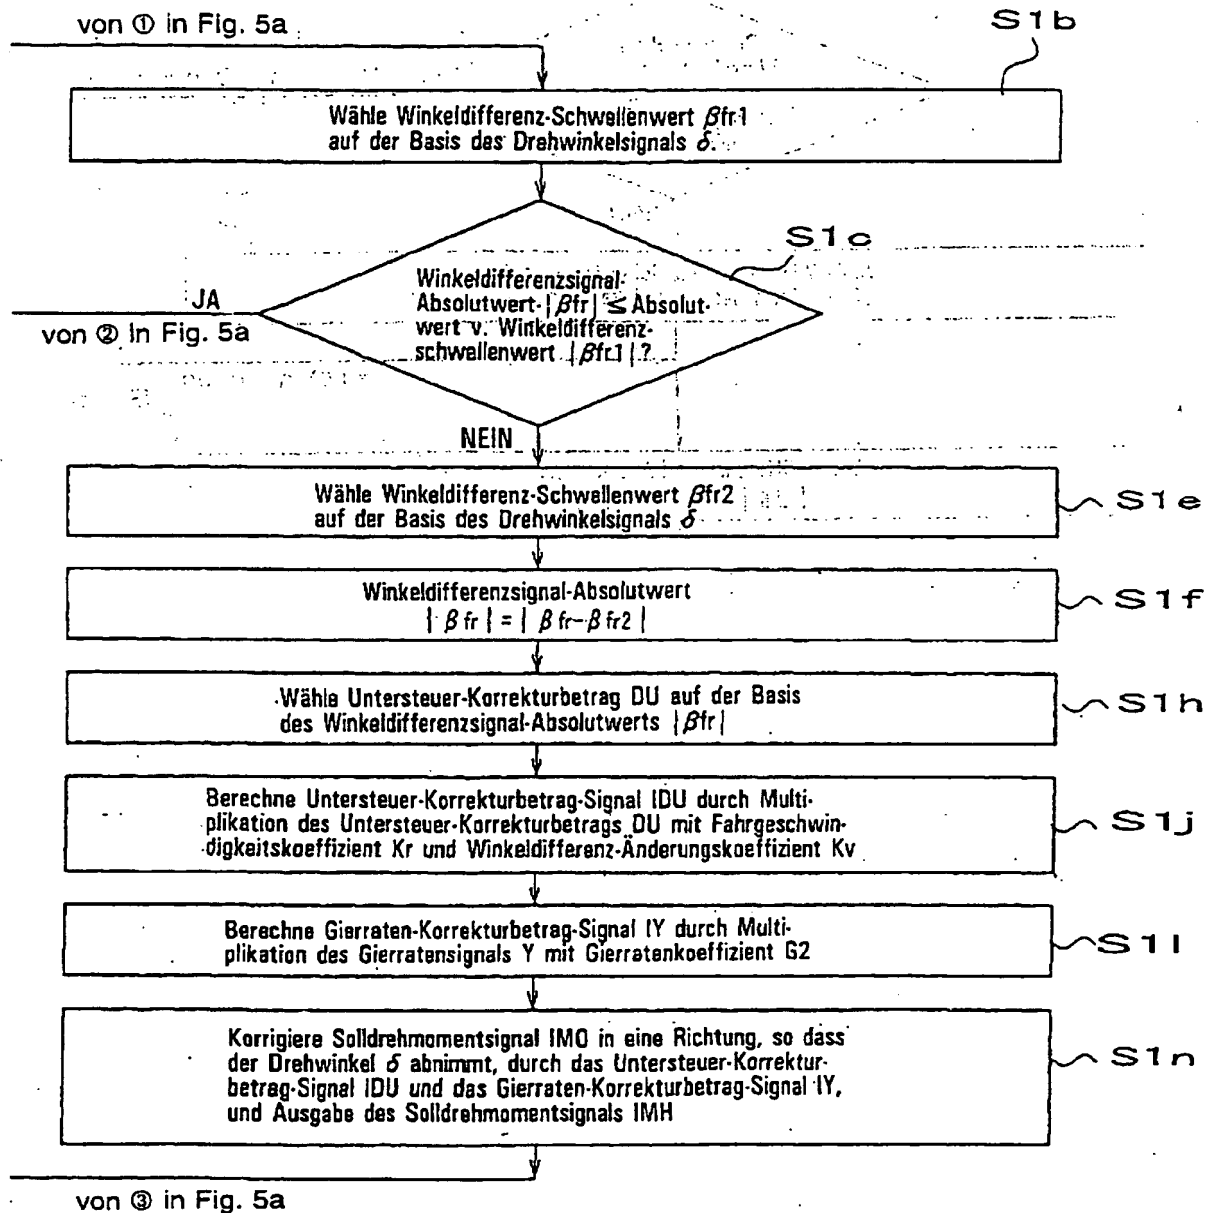 von ① in Fig. 5a
S1b
Wähle Winkeldifferenz-Schwellenwert βfr1
auf der Basis des Drehwinkelsignals δ.
S1c
Winkeldifferenzsignal-
Absolutwert |βfr| ≤ Absolut-
wert v. Winkeldifferenz-
schwellenwert |βfr1|?
JA
von ② in Fig. 5a
NEIN
Wähle Winkeldifferenz-Schwellenwert βfr2
auf der Basis des Drehwinkelsignals δ
S1e
Winkeldifferenzsignal-Absolutwert
|βfr| = |βfr-βfr2|
S1f
Wähle Untersteuer-Korrekturbetrag DU auf der Basis
des Winkeldifferenzsignal-Absolutwerts |βfr|
S1h
Berechne Untersteuer-Korrekturbetrag-Signal IDU durch Multi-
plikation des Untersteuer-Korrekturbetrags DU mit Fahrgeschwin-
digkeitskoeffizient Kr und Winkeldifferenz-Änderungskoeffizient Kv
S1j
Berechne Gierraten-Korrekturbetrag-Signal IY durch Multi-
plikation des Gierratensignals Y mit Gierratenkoeffizient G2
S1l
Korrigiere Solldrehmomentsignal IMO in eine Richtung, so dass
der Drehwinkel δ abnimmt, durch das Untersteuer-Korrektur-
betrag-Signal IDU und das Gierraten-Korrekturbetrag-Signal IY,
und Ausgabe des Solldrehmomentsignals IMH
S1n
von ③ in Fig. 5a